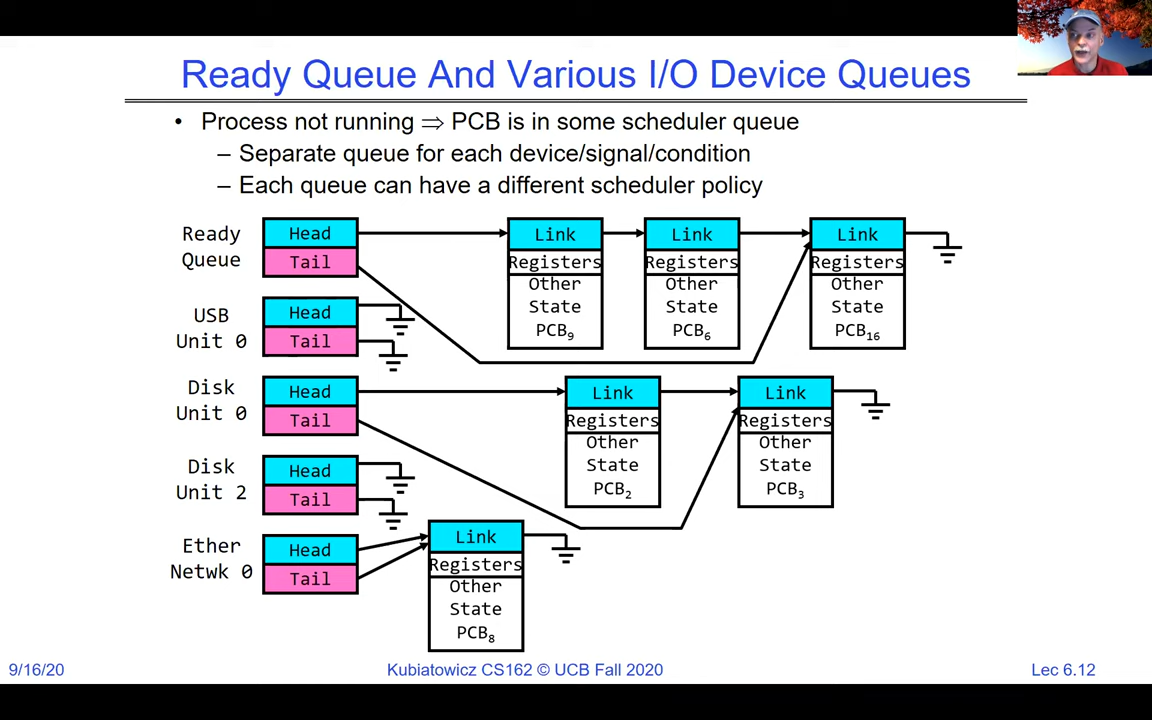 Ready Queue And Various I/O Device Queues
• Process not running ⇒ PCB is in some scheduler queue
– Separate queue for each device/signal/condition
– Each queue can have a different scheduler policy
Ready
Queue
Head
Tail
Link
Registers
Other
State
PCB₉
Link
Registers
Other
State
PCB₆
Link
Registers
Other
State
PCB₁₆
USB
Unit 0
Head
Tail
Disk
Unit 0
Head
Tail
Link
Registers
Other
State
PCB₂
Link
Registers
Other
State
PCB₃
Disk
Unit 2
Head
Tail
Ether
Netwk 0
Head
Tail
Link
Registers
Other
State
PCB₈
9/16/20
Kubiatowicz CS162 © UCB Fall 2020
Lec 6.12